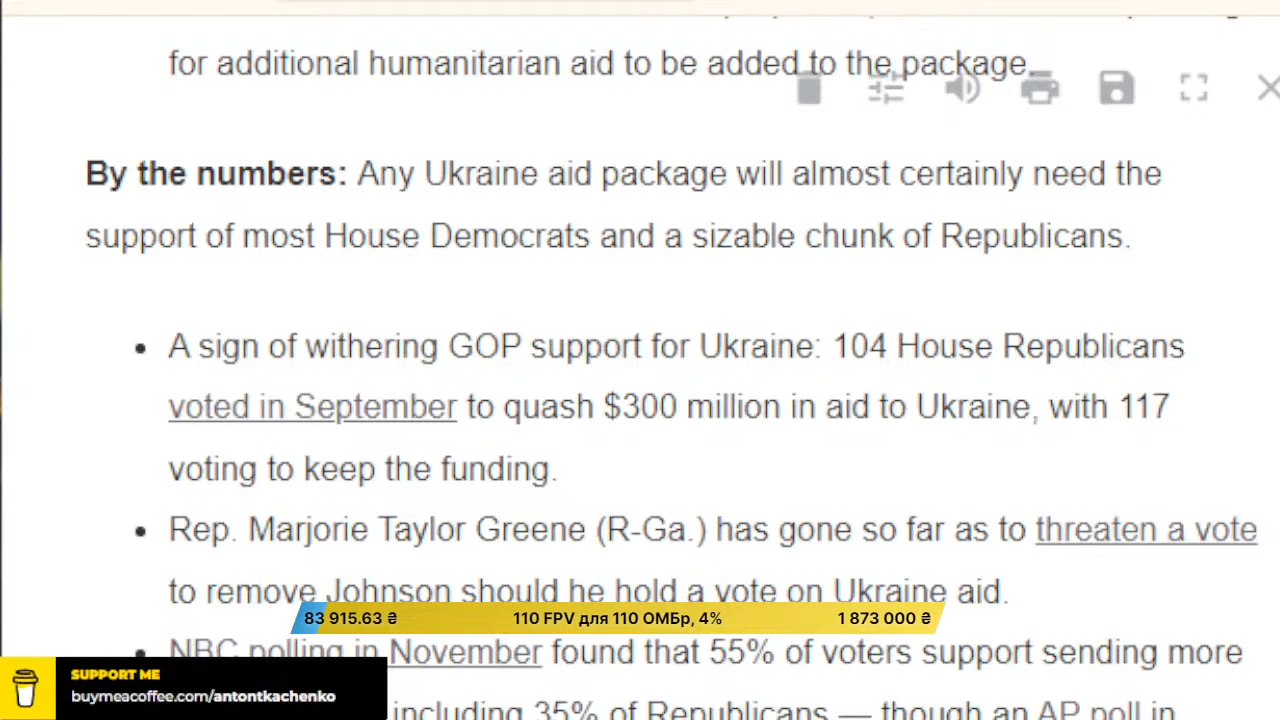 for additional humanitarian aid to be added to the package.
By the numbers: Any Ukraine aid package will almost certainly need the
support of most House Democrats and a sizable chunk of Republicans.
• A sign of withering GOP support for Ukraine: 104 House Republicans
voted in September to quash $300 million in aid to Ukraine, with 117
voting to keep the funding.
• Rep. Marjorie Taylor Greene (R-Ga.) has gone so far as to threaten a vote
to remove Johnson should he hold a vote on Ukraine aid.
83 915.63 ₴ 110 FPV для 110 ОМБр, 4% 1 873 000 ₴
• NBC polling in November found that 55% of voters support sending more
SUPPORT ME
buymeacoffee.com/antontkachenko
including 35% of Republicans — though an AP poll in